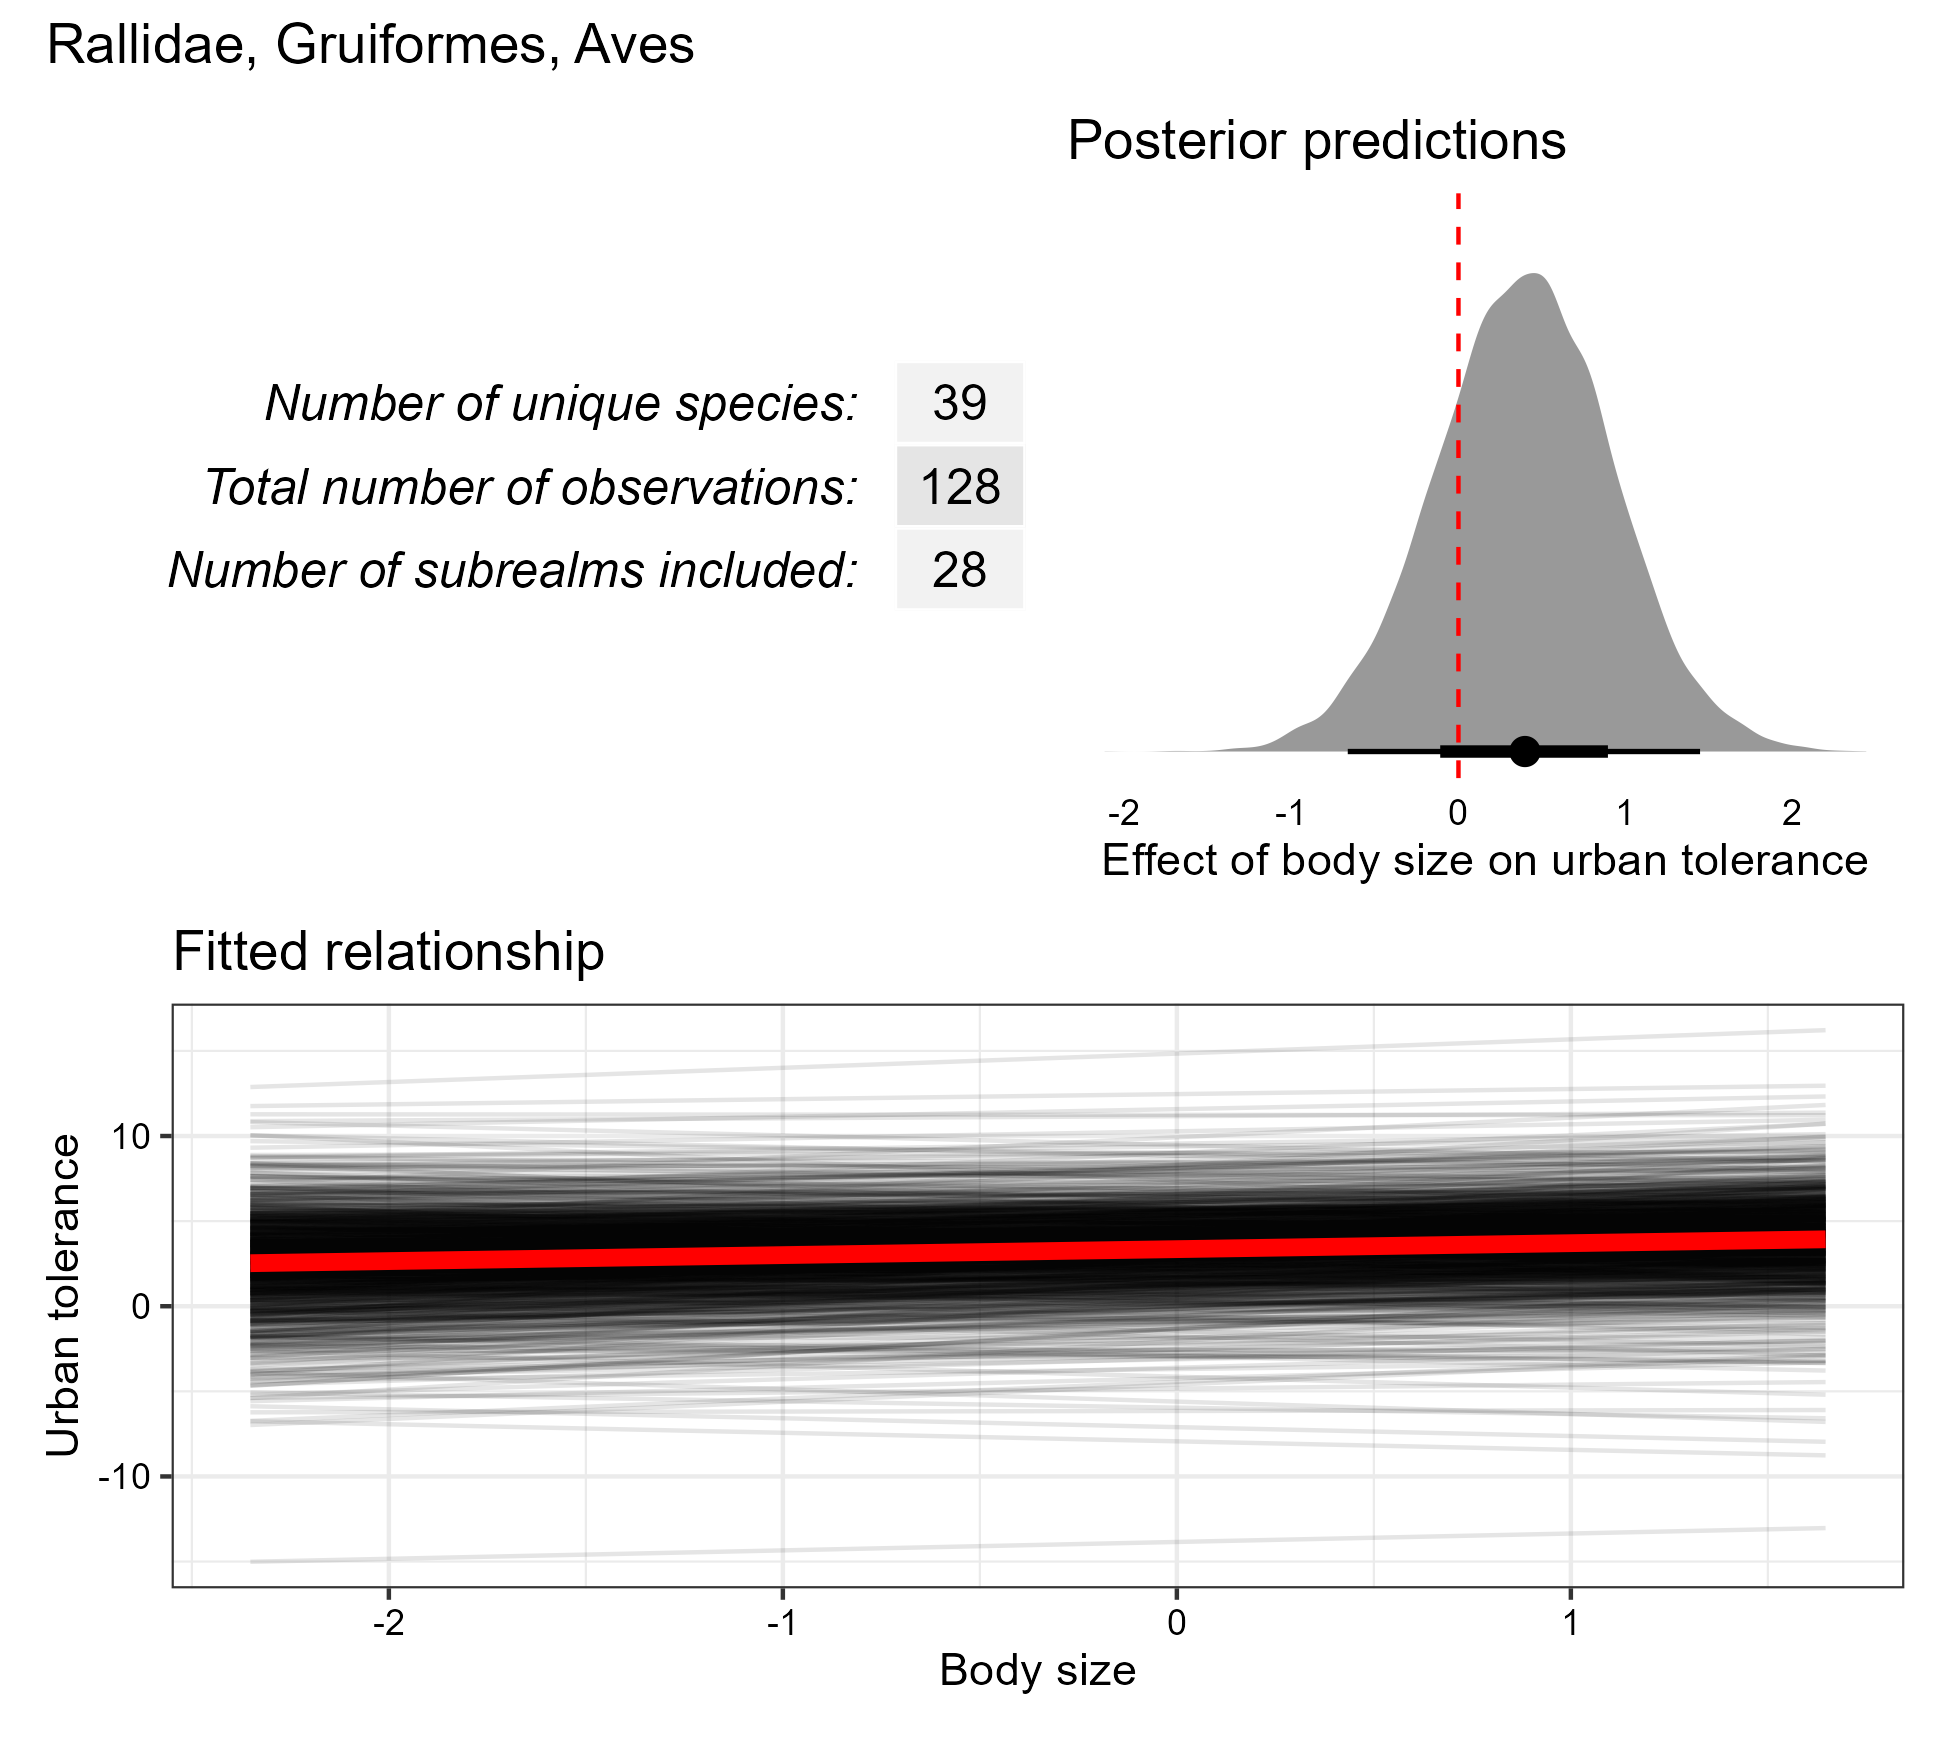 Rallidae, Gruiformes, Aves
Posterior predictions
Number of unique species: 39
Total number of observations: 128
Number of subrealms included: 28
-2 -1 0 1 2
Effect of body size on urban tolerance
Fitted relationship
Urban tolerance
10
0
-10
-2 -1 0 1
Body size